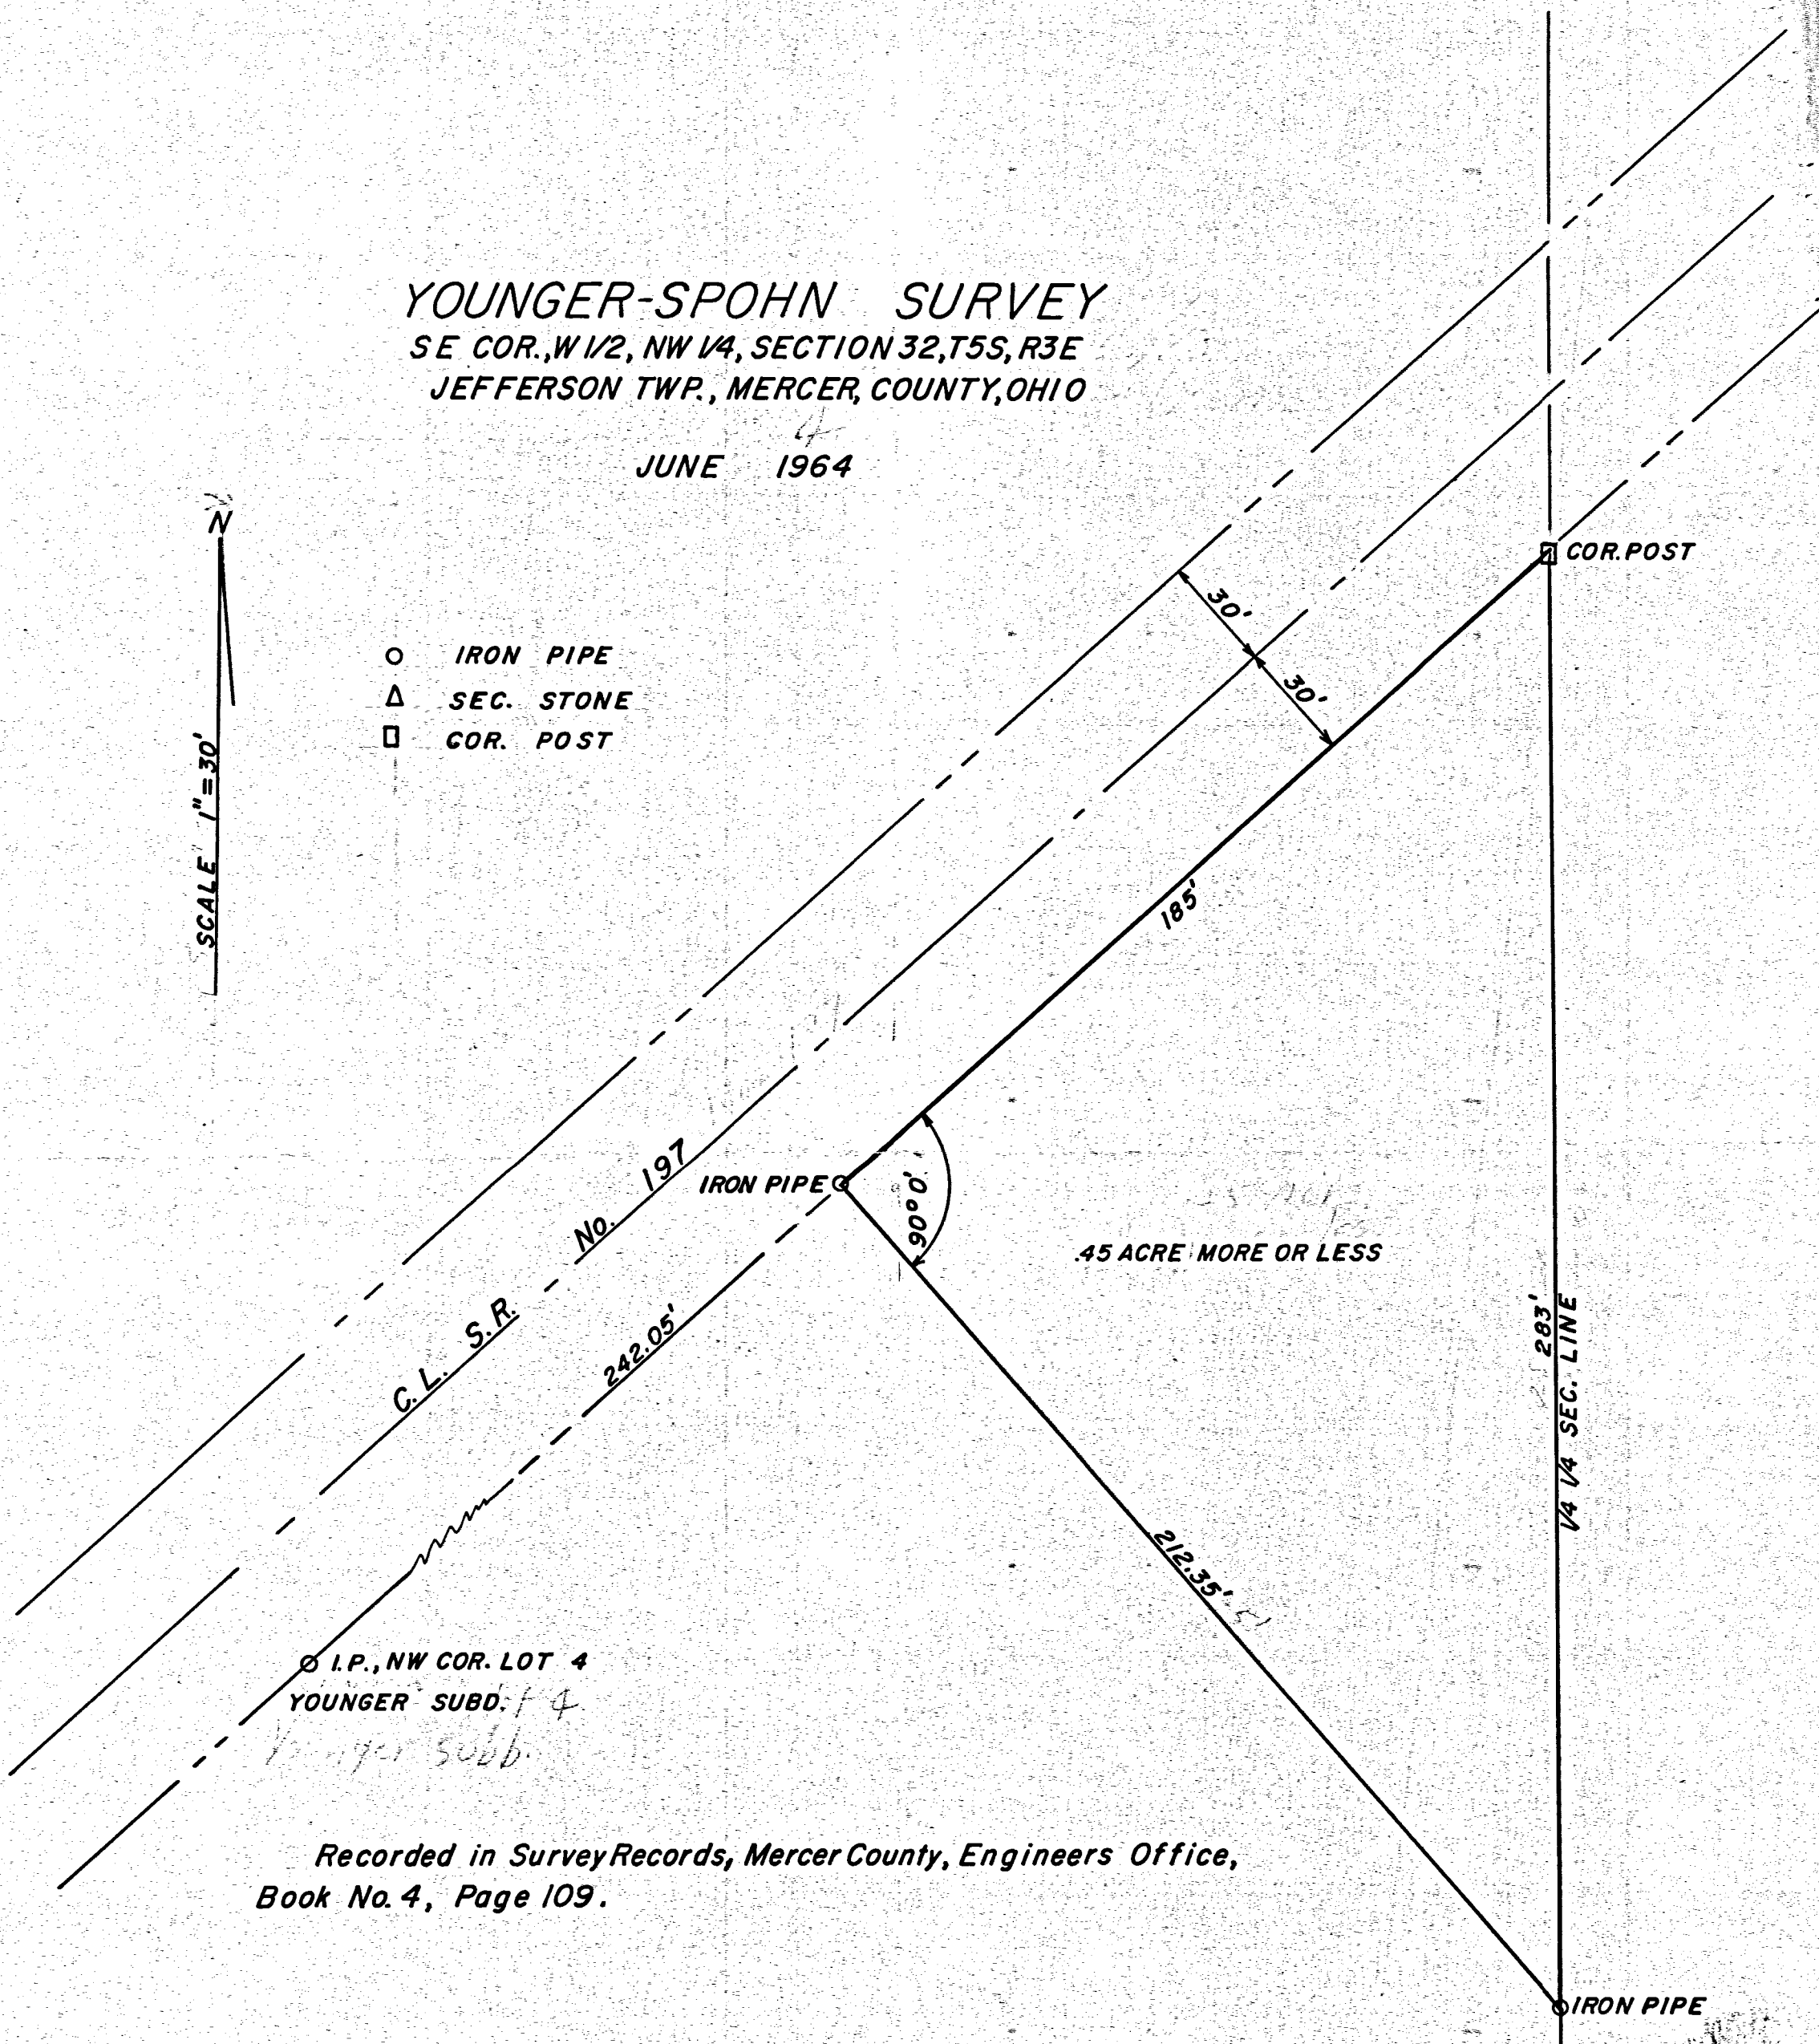 YOUNGER-SPOHN SURVEY
SE COR., W 1/2, NW 1/4, SECTION 32, T5S, R3E
JEFFERSON TWP., MERCER, COUNTY, OHIO
4
JUNE 1964
N
SCALE 1"=30'
IRON PIPE
SEC. STONE
COR. POST
COR. POST
30'
30'
185'
IRON PIPE
90°0'
.45 ACRE MORE OR LESS
C.L. S.R. No. 197
242.05'
283'
1/4 1/4 SEC. LINE
212.35'
I.P., NW COR. LOT 4
YOUNGER SUBD. 4
Younger Subb.
Recorded in Survey Records, Mercer County, Engineers Office,
Book No. 4, Page 109.
IRON PIPE